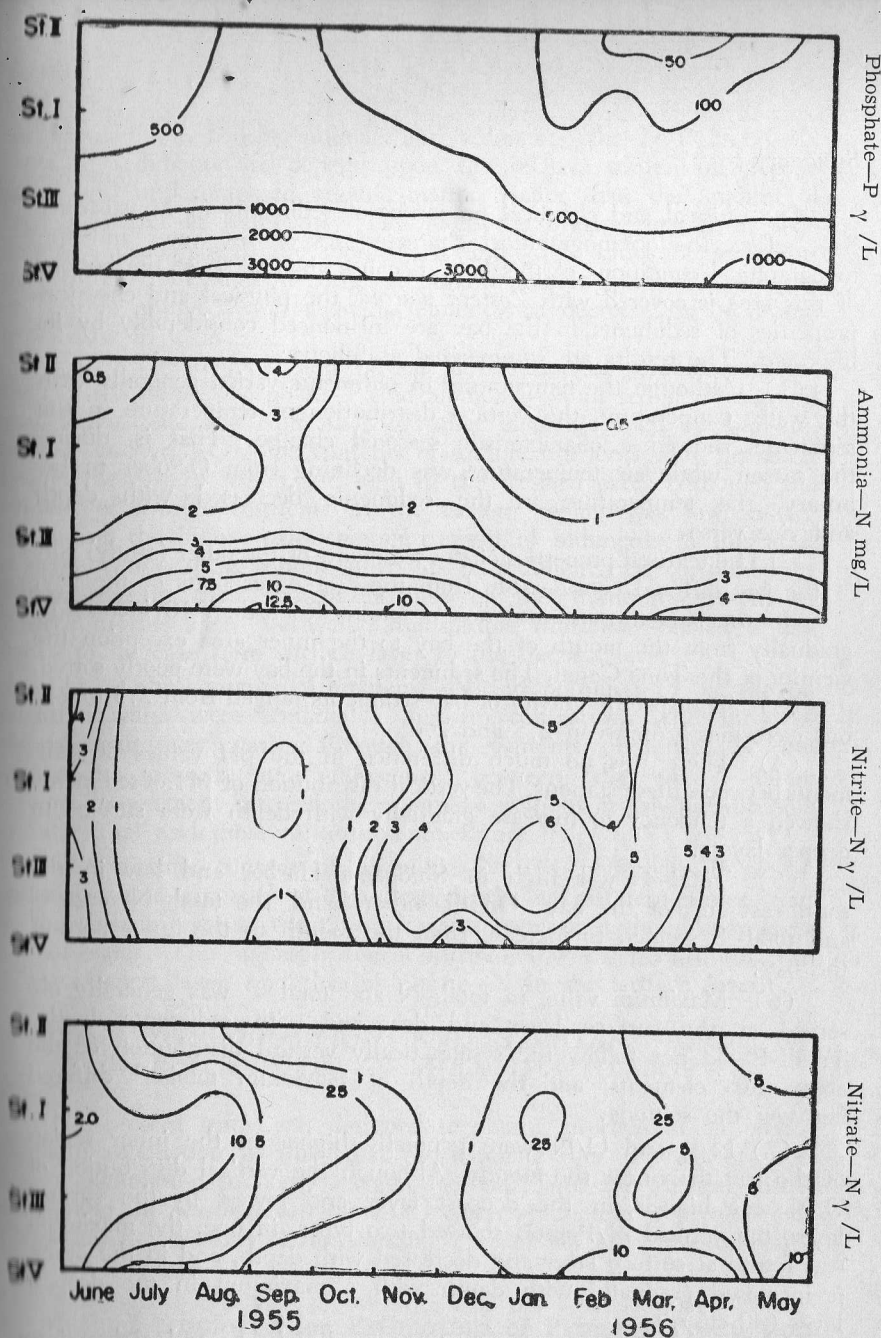 St. II
50
100
St. I
500
St. III
1000
500
2000
St. V
3000
3000
1000
Phosphate—P γ/L
St. II
0.5
4
3
0.5
St. I
2
2
1
St. III
3
4
5
3
7.5
10
4
St. V
12.5
10
Ammonia—N mg/L
St. II
4
5
3
St. I
5
2
1
2
3
4
6
4
St. III
5
5
4
3
3
1
3
St. V
Nitrite—N γ/L
St. II
1
5
25
25
St. I
2.0
10
5
1
25
5
St. III
10
St. V
10
Nitrate—N γ/L
June July Aug. Sep. Oct. Nov. Dec. Jan. Feb Mar. Apr. May
1955 1956